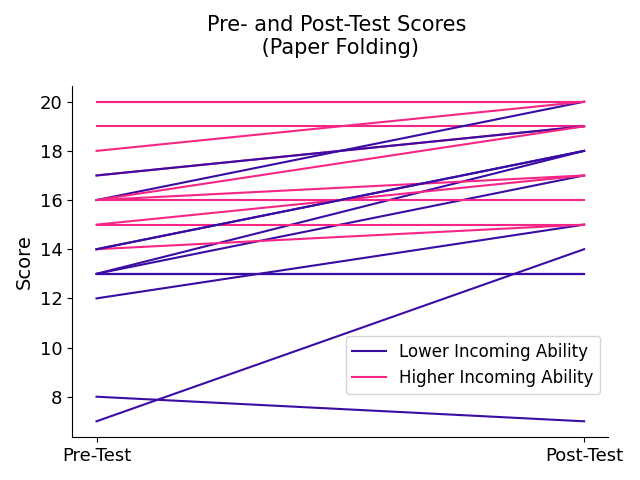 Pre- and Post-Test Scores
(Paper Folding)
20
18
16
14
12
10
8
Score
Lower Incoming Ability
Higher Incoming Ability
Pre-Test
Post-Test